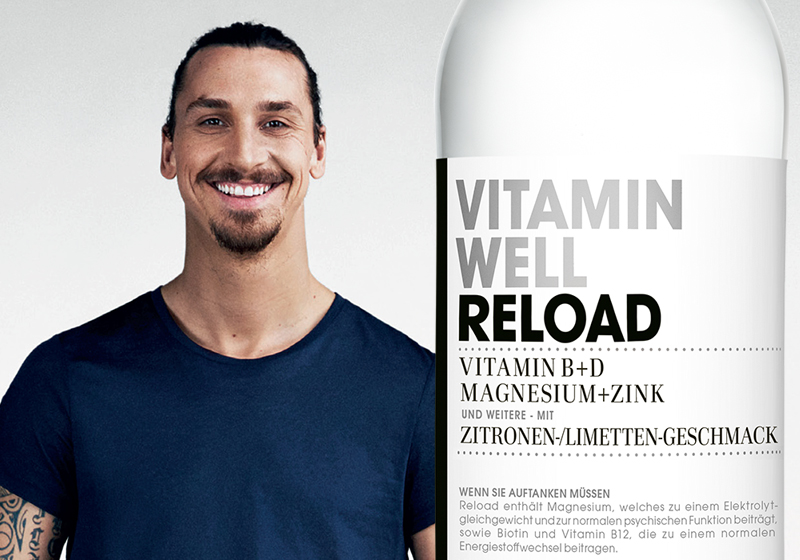 VITAMIN
WELL
RELOAD
VITAMIN B+D
MAGNESIUM+ZINK
UND WEITERE - MIT
ZITRONEN-/LIMETTEN-GESCHMACK
WENN SIE AUFTANKEN MÜSSEN
Reload enthält Magnesium, welches zu einem Elektrolyt-
gleichgewicht und zur normalen psychischen Funktion beiträgt,
sowie Biotin und Vitamin B12, die zu einem normalen
Energiestoffwechsel beitragen.